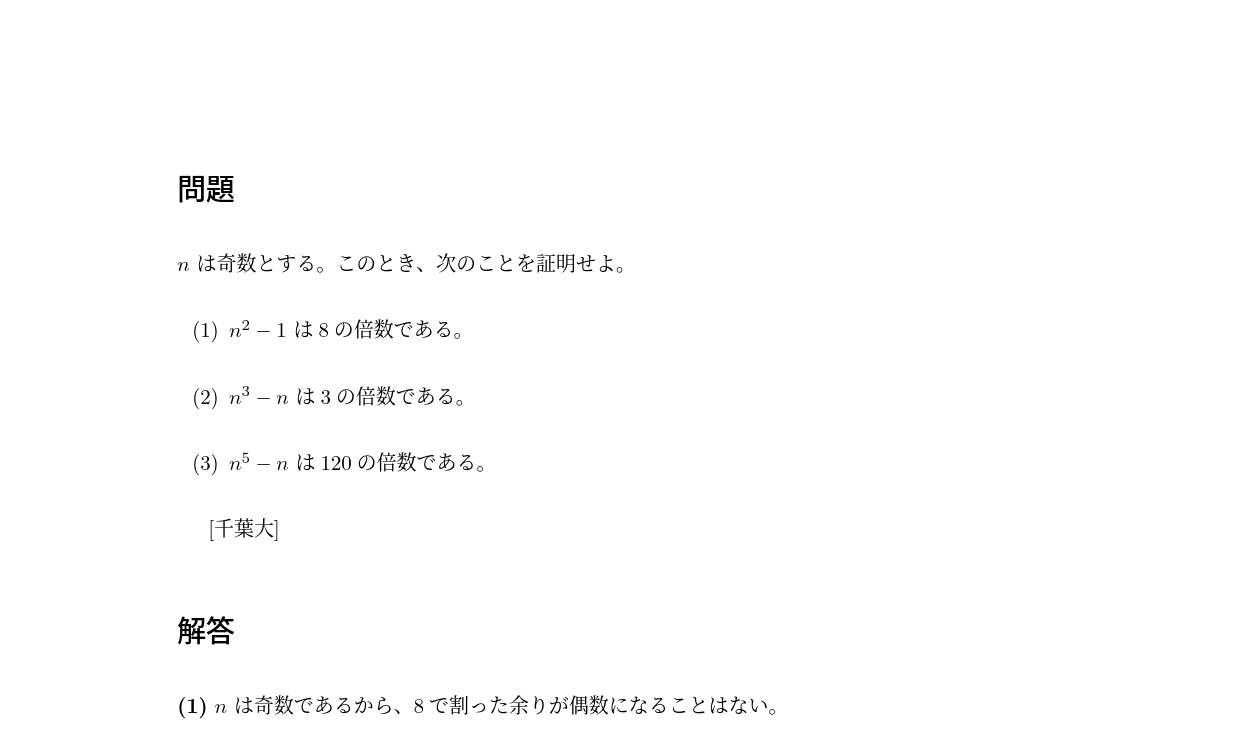 問題
n は奇数とする。このとき、次のことを証明せよ。
(1) n² − 1 は 8 の倍数である。
(2) n³ − n は 3 の倍数である。
(3) n⁵ − n は 120 の倍数である。
[千葉大]
解答
(1) n は奇数であるから、8 で割った余りが偶数になることはない。